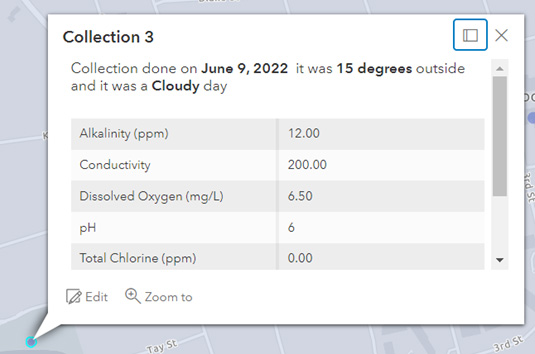 Collection 3
Collection done on June 9, 2022 it was 15 degrees outside
and it was a Cloudy day
Alkalinity (ppm) 12.00
Conductivity 200.00
Dissolved Oxygen (mg/L) 6.50
pH 6
Total Chlorine (ppm) 0.00
Edit Zoom to
Tay St
3rd St
3rd St